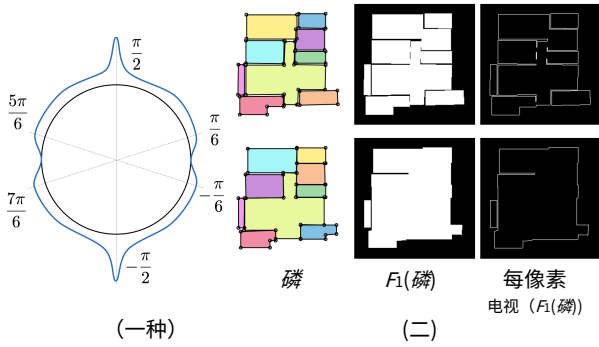 π/2
5π/6
π/6
7π/6
-π/6
-π/2
磷
F1(磷)
每像素
电视（F1(磷))
（一种）
(二)